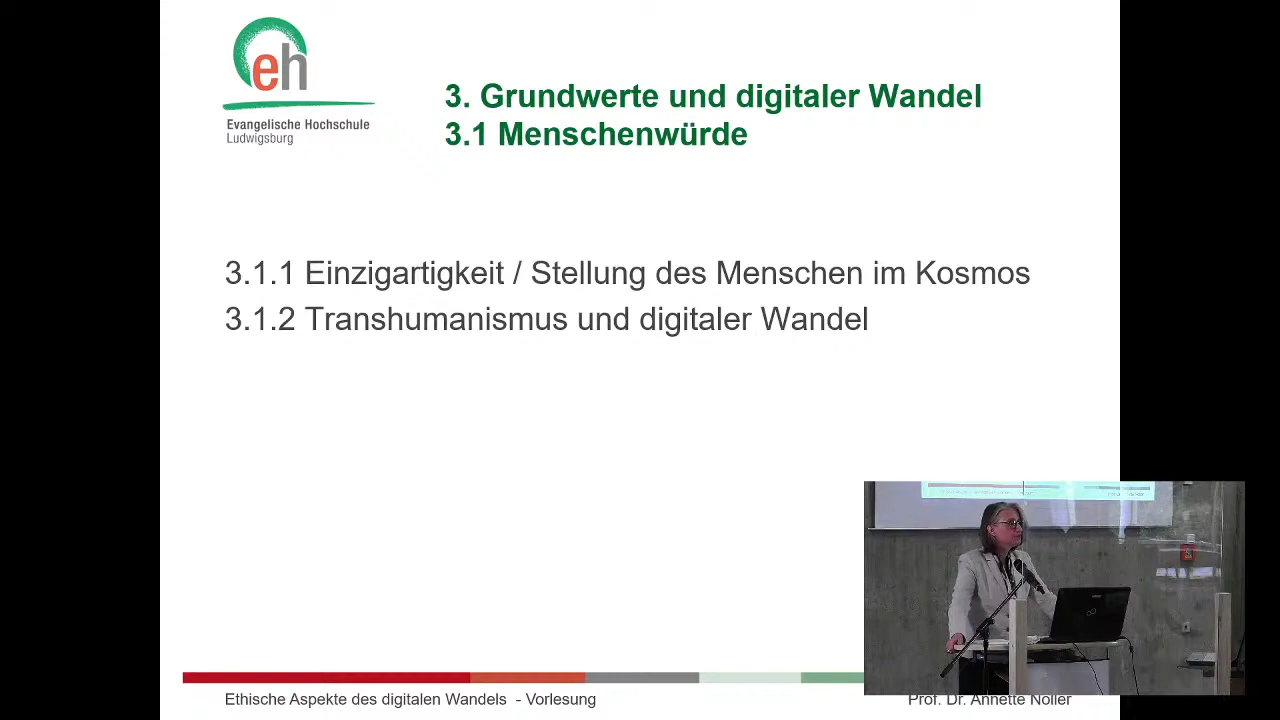 eh
Evangelische Hochschule
Ludwigsburg
3. Grundwerte und digitaler Wandel
3.1 Menschenwürde
3.1.1 Einzigartigkeit / Stellung des Menschen im Kosmos
3.1.2 Transhumanismus und digitaler Wandel
Ethische Aspekte des digitalen Wandels - Vorlesung
Prof. Dr. Annette Noller